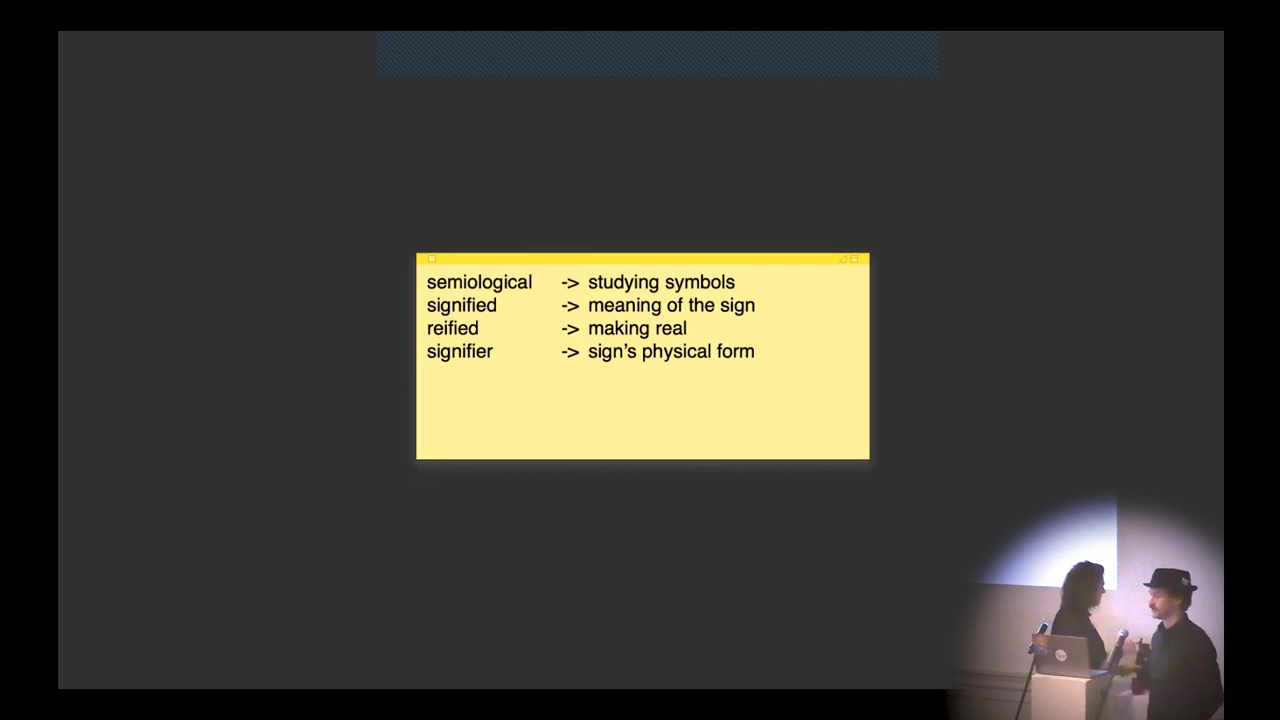 semiological -> studying symbols
signified -> meaning of the sign
reified -> making real
signifier -> sign’s physical form